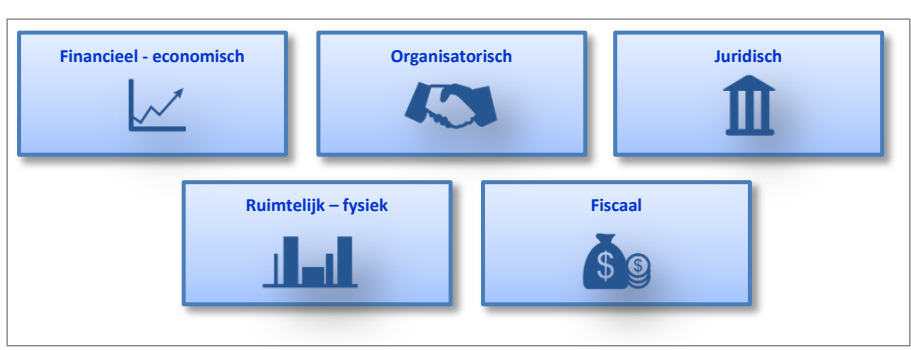 Financieel - economisch
Organisatorisch
Juridisch
Ruimtelijk – fysiek
Fiscaal
$
$